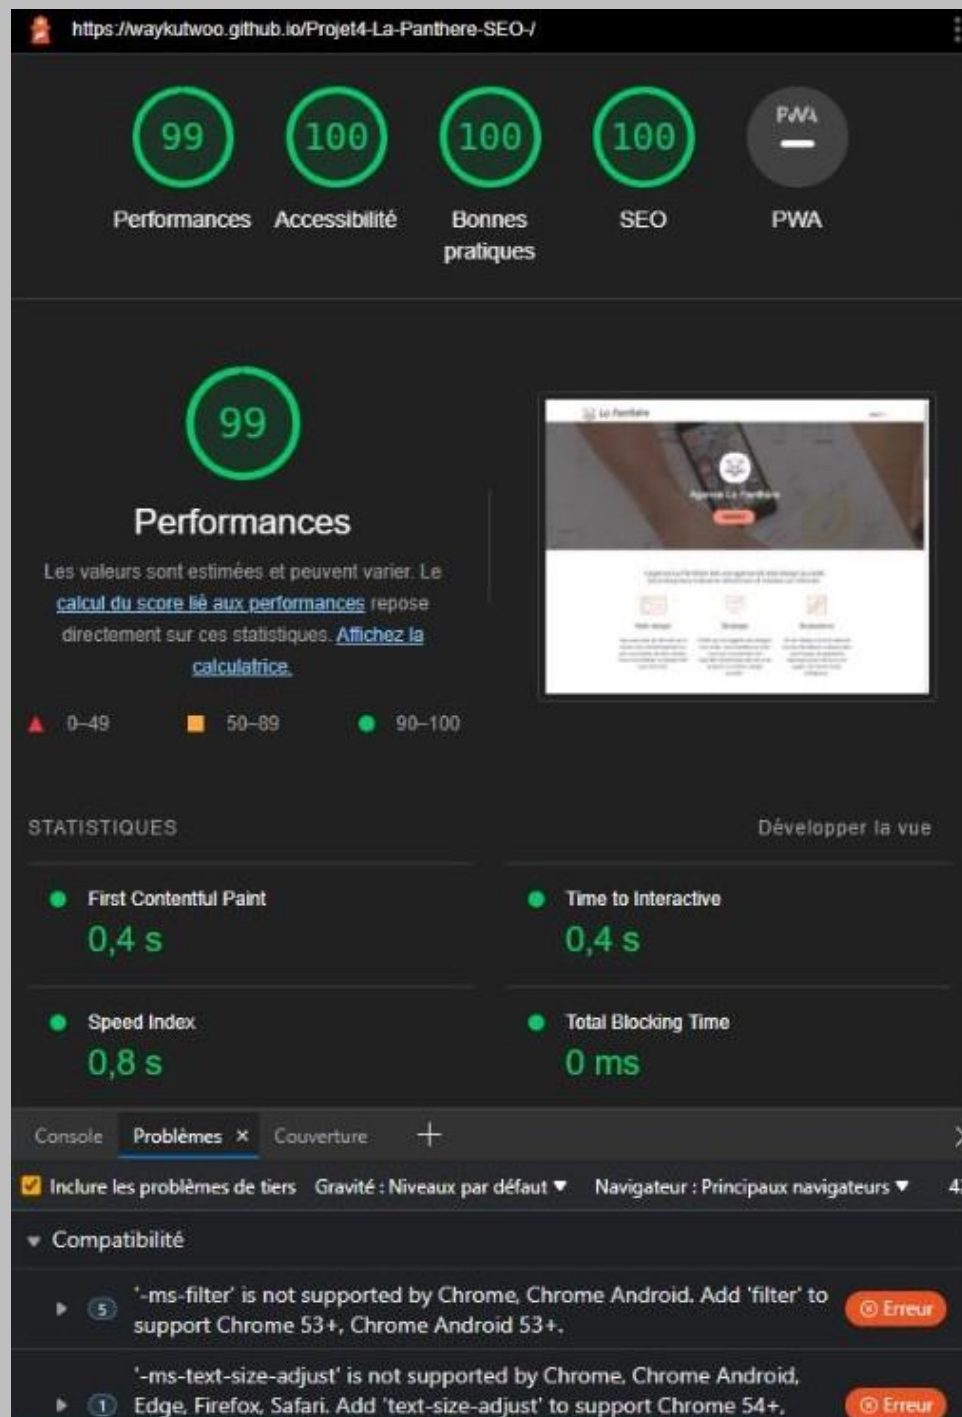 https://waykutwoo.github.io/Projet4-La-Panthere-SEO-/
99
100
100
100
PWA
Performances
Accessibilité
Bonnes
pratiques
SEO
PWA
99
Performances
Les valeurs sont estimées et peuvent varier. Le
calcul du score lié aux performances repose
directement sur ces statistiques. Affichez la
calculatrice.
0–49
50–89
90–100
La Panthère
Agence La Panthère
STATISTIQUES
Développer la vue
First Contentful Paint
0,4 s
Time to Interactive
0,4 s
Speed Index
0,8 s
Total Blocking Time
0 ms
Console
Problèmes ×
Couverture
Inclure les problèmes de tiers
Gravité : Niveaux par défaut ▼
Navigateur : Principaux navigateurs ▼
Compatibilité
5
'-ms-filter' is not supported by Chrome, Chrome Android. Add 'filter' to
support Chrome 53+, Chrome Android 53+.
Erreur
1
'-ms-text-size-adjust' is not supported by Chrome, Chrome Android,
Edge, Firefox, Safari. Add 'text-size-adjust' to support Chrome 54+,
Erreur